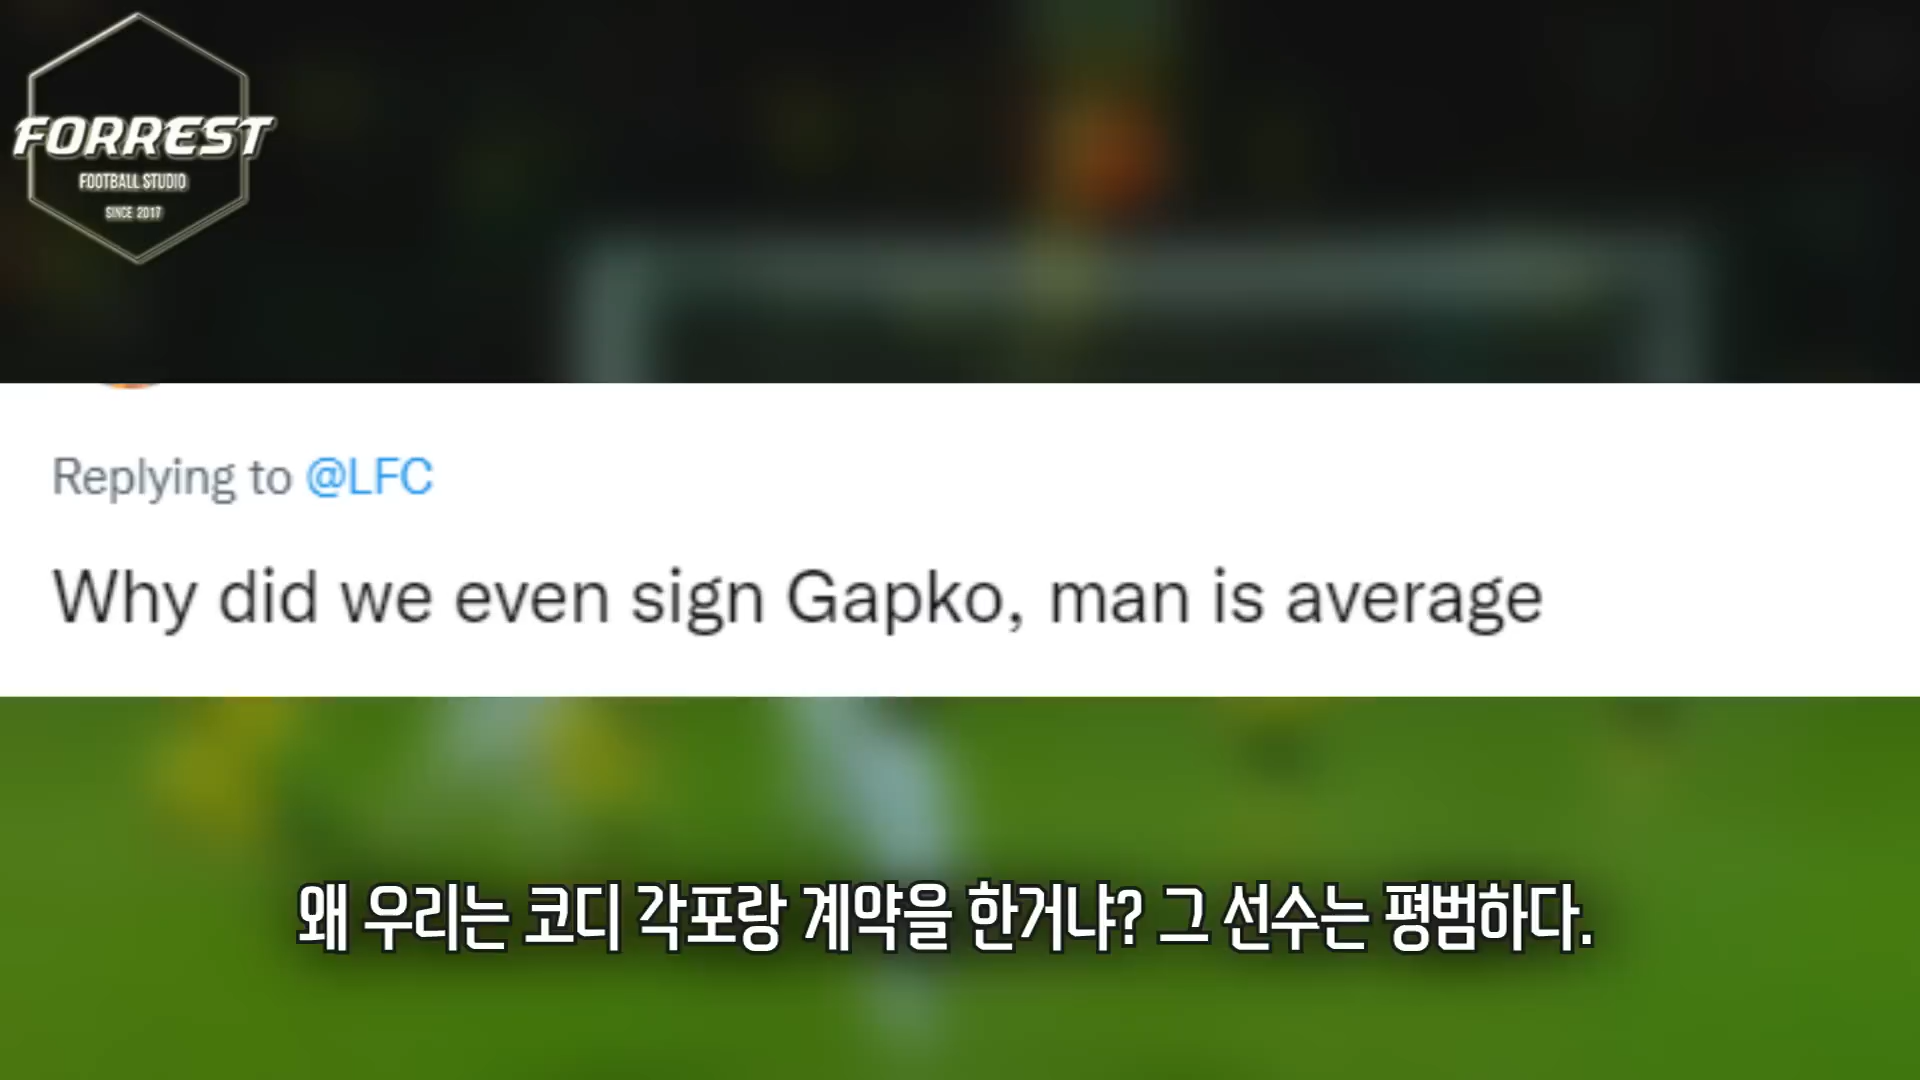 FORREST
FOOTBALL STUDIO
SINCE 2017
Replying to @LFC
Why did we even sign Gapko, man is average
왜 우리는 코디 각포랑 계약을 한거냐? 그 선수는 평범하다.